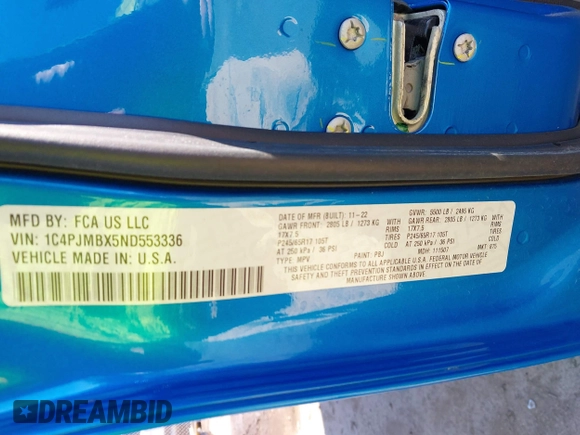 MFD BY: FCA US LLC
VIN: 1C4PJMBX5ND553336
VEHICLE MADE IN: U.S.A.
DATE OF MFR (BUILT): 11-22
GAWR FRONT: 2805 LB / 1273 KG WITH
17X7.5 RIMS
P245/65R17 105T TIRES
AT 250 kPa / 36 PSI
TYPE: MPV PAINT: PBJ
GVWR: 5500 LB / 2495 KG
GAWR REAR: 2805 LB / 1273 KG WITH
17X7.5 RIMS
P245/65R17 105T TIRES
AT 250 kPa / 36 PSI
MDH: 111507 MKT:
THIS VEHICLE CONFORMS TO ALL APPLICABLE U.S.A. FEDERAL MOTOR VEHICLE
SAFETY AND THEFT PREVENTION STANDARDS IN EFFECT ON THE DATE OF
MANUFACTURE SHOWN ABOVE.
DREAMBID